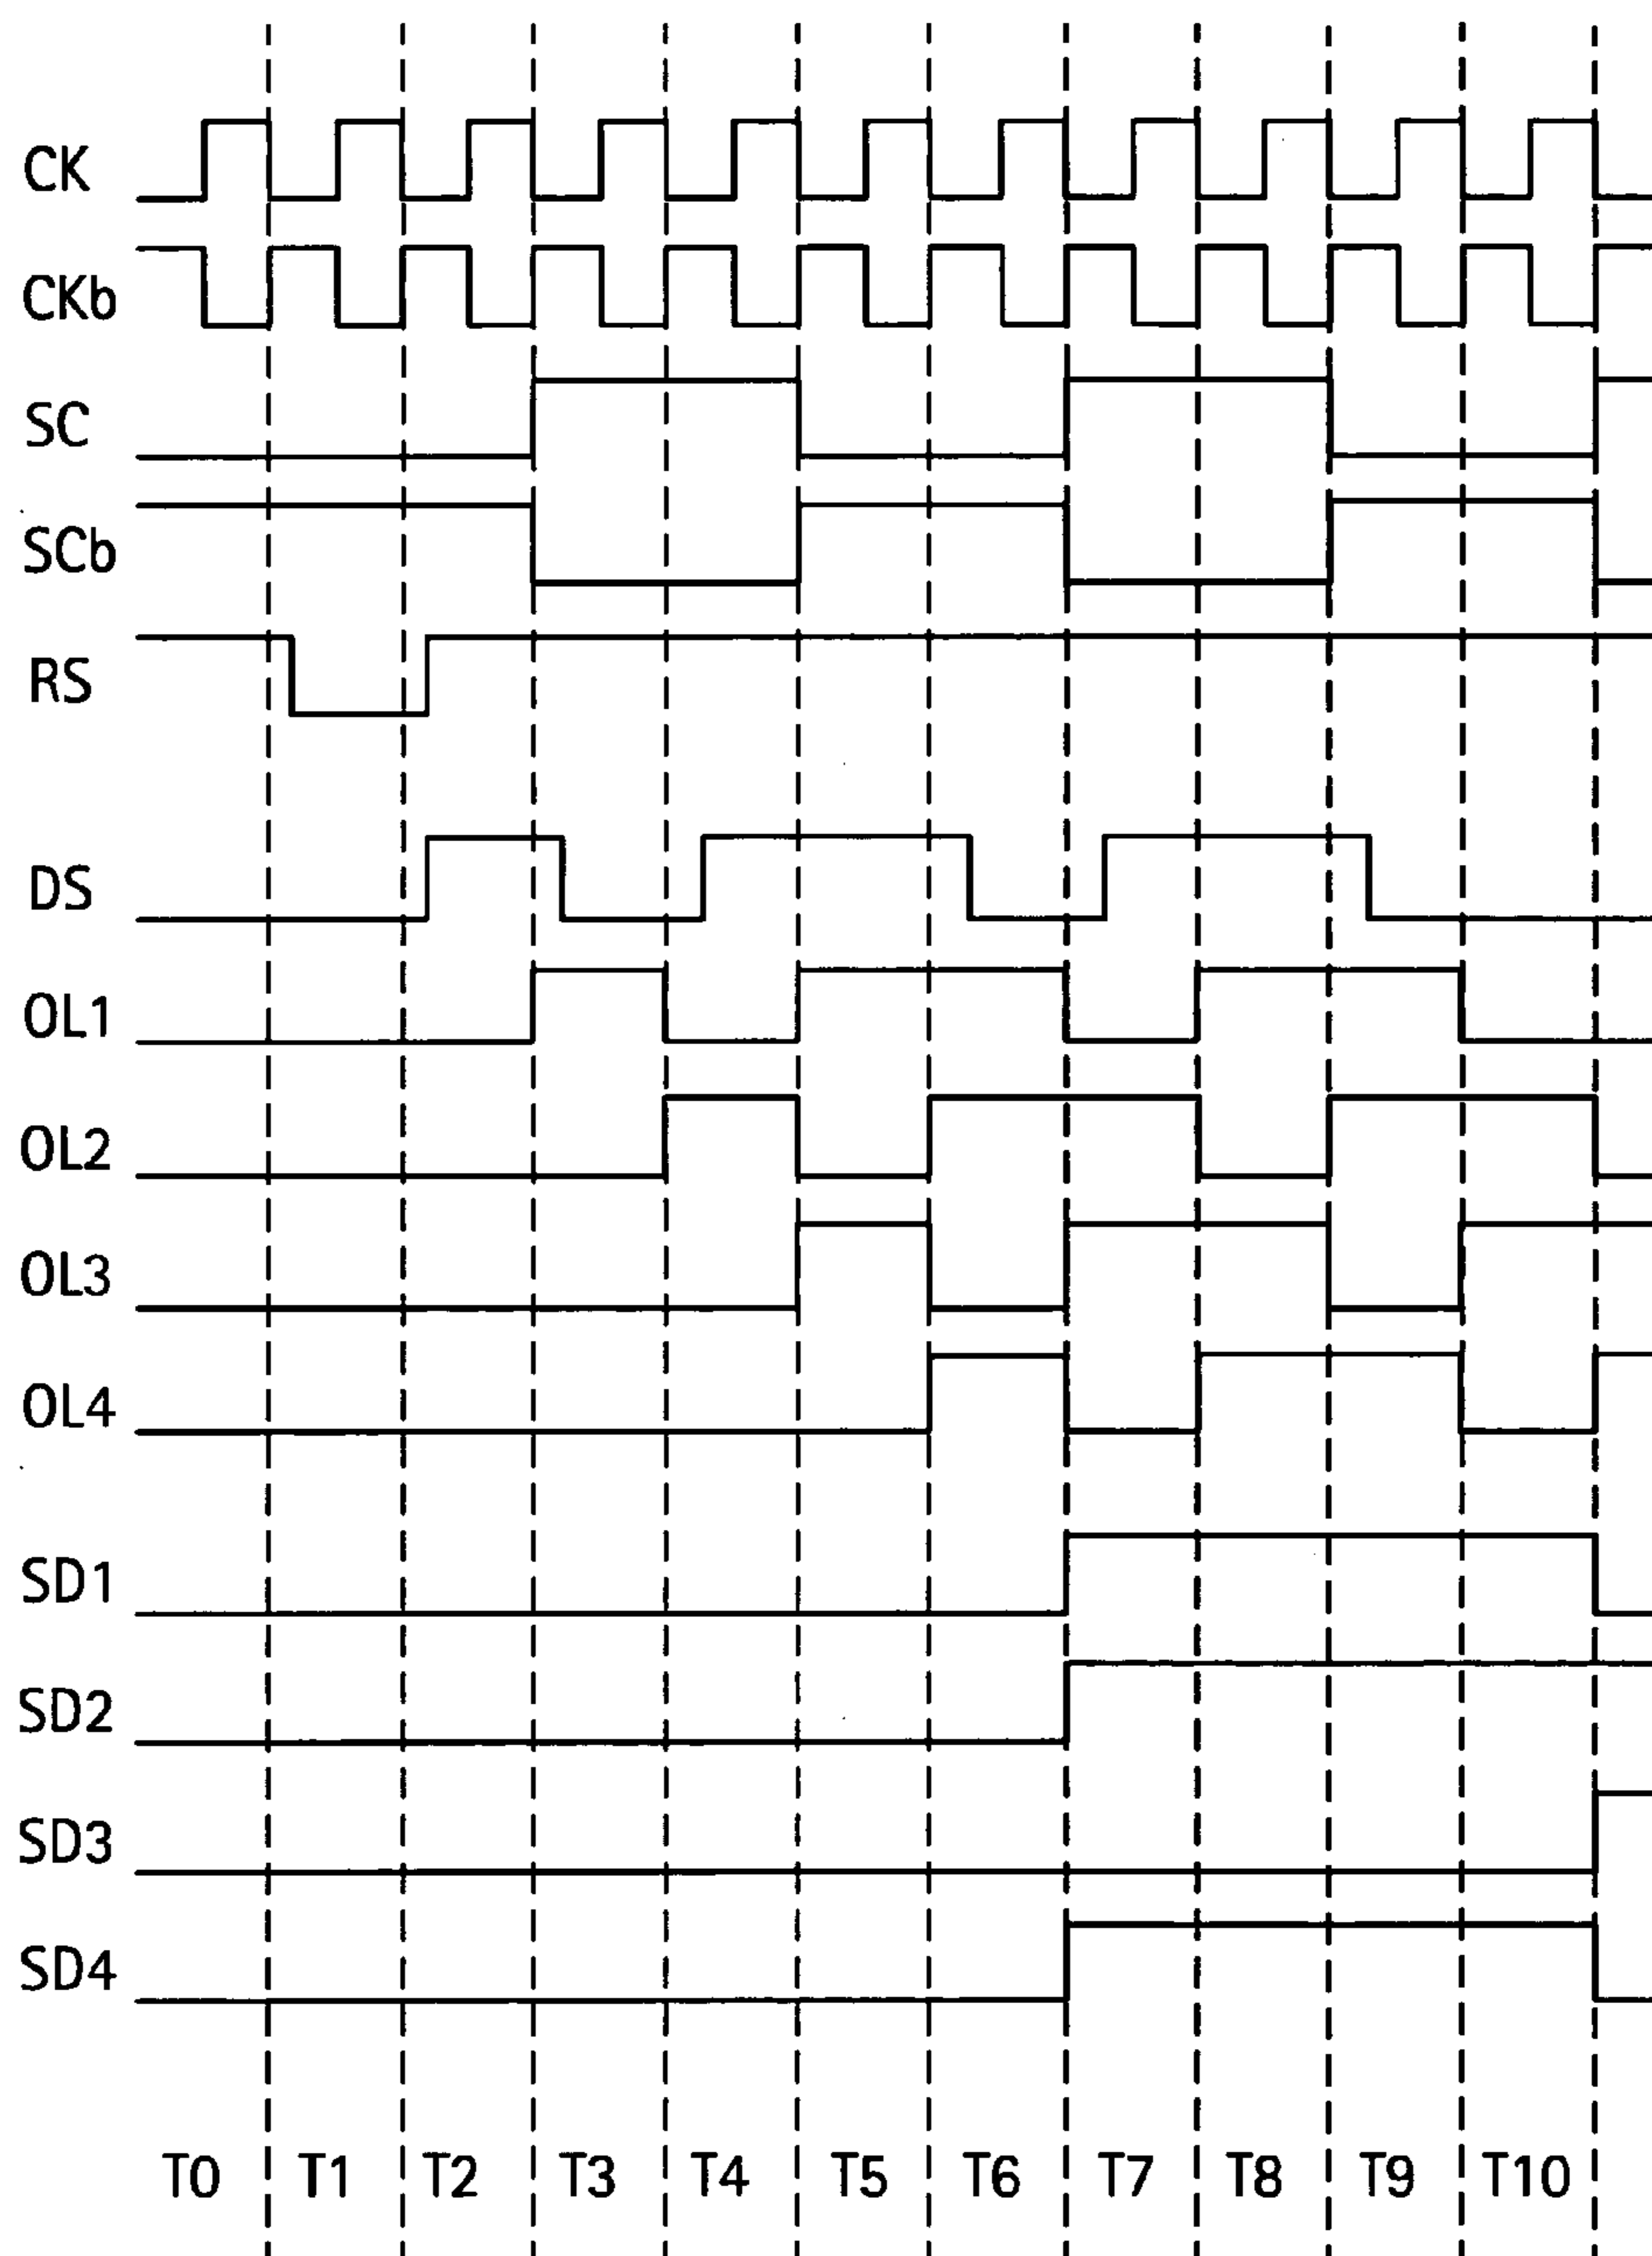 CK
CKb
SC
SCb
RS
DS
OL1
OL2
OL3
OL4
SD1
SD2
SD3
SD4
T0 T1 T2 T3 T4 T5 T6 T7 T8 T9 T10